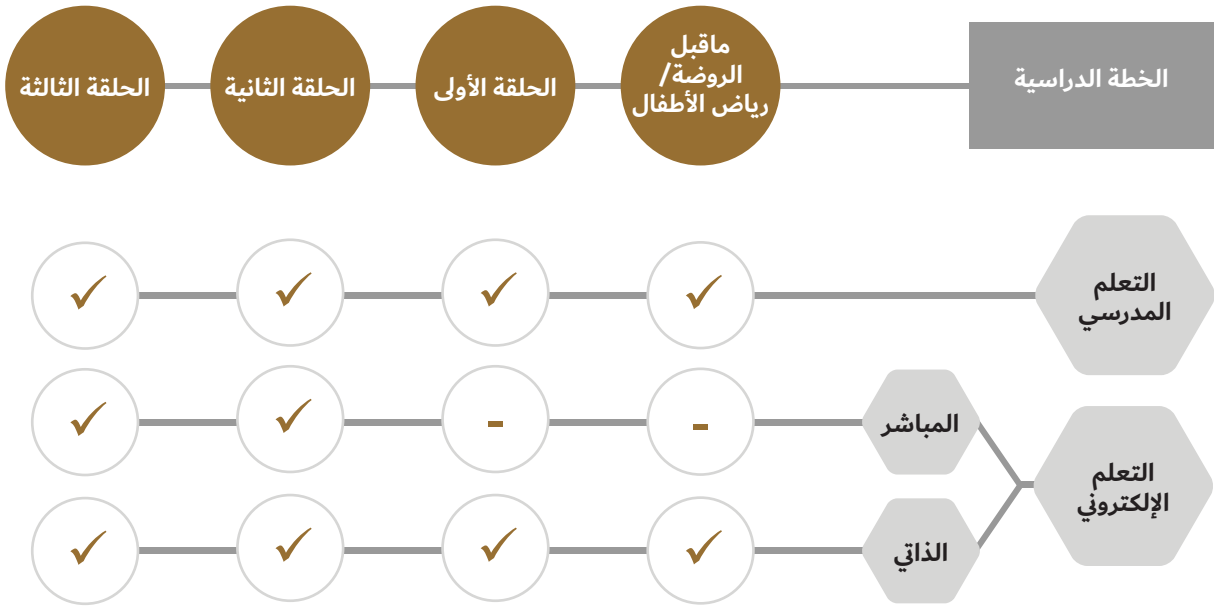 الخطة الدراسية
ماقبل
الروضة/
رياض الأطفال
الحلقة الأولى
الحلقة الثانية
الحلقة الثالثة
التعلم
المدرسي
✓ ✓ ✓ ✓
التعلم
الإلكتروني
المباشر
- - ✓ ✓
الذاتي
✓ ✓ ✓ ✓